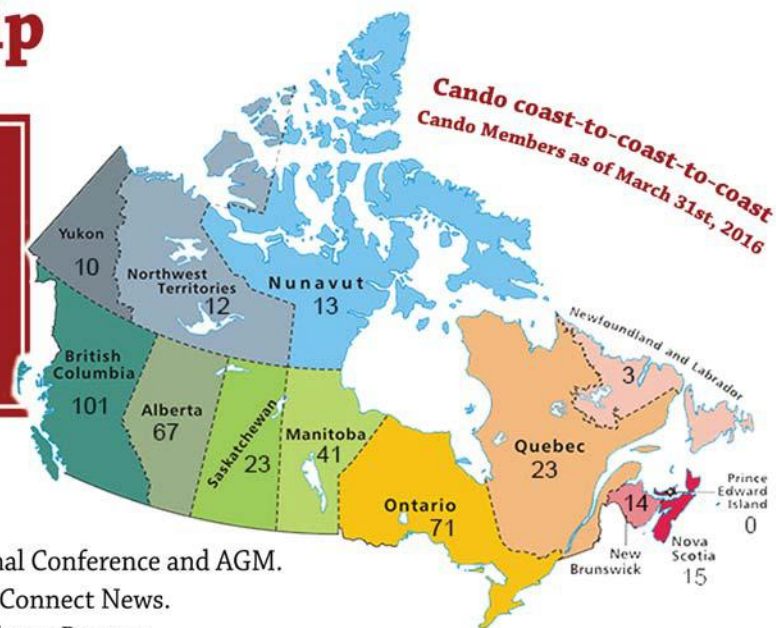 Cando coast-to-coast-to-coast
Cando Members as of March 31st, 2016
Yukon
10
Northwest
Territories
12
Nunavut
13
British
Columbia
101
Alberta
67
Saskatchewan
23
Manitoba
41
Ontario
71
Quebec
23
Newfoundland and Labrador
3
14
New
Brunswick
Prince
Edward
Island
0
Nova
Scotia
15
nal Conference and AGM.
Connect News.